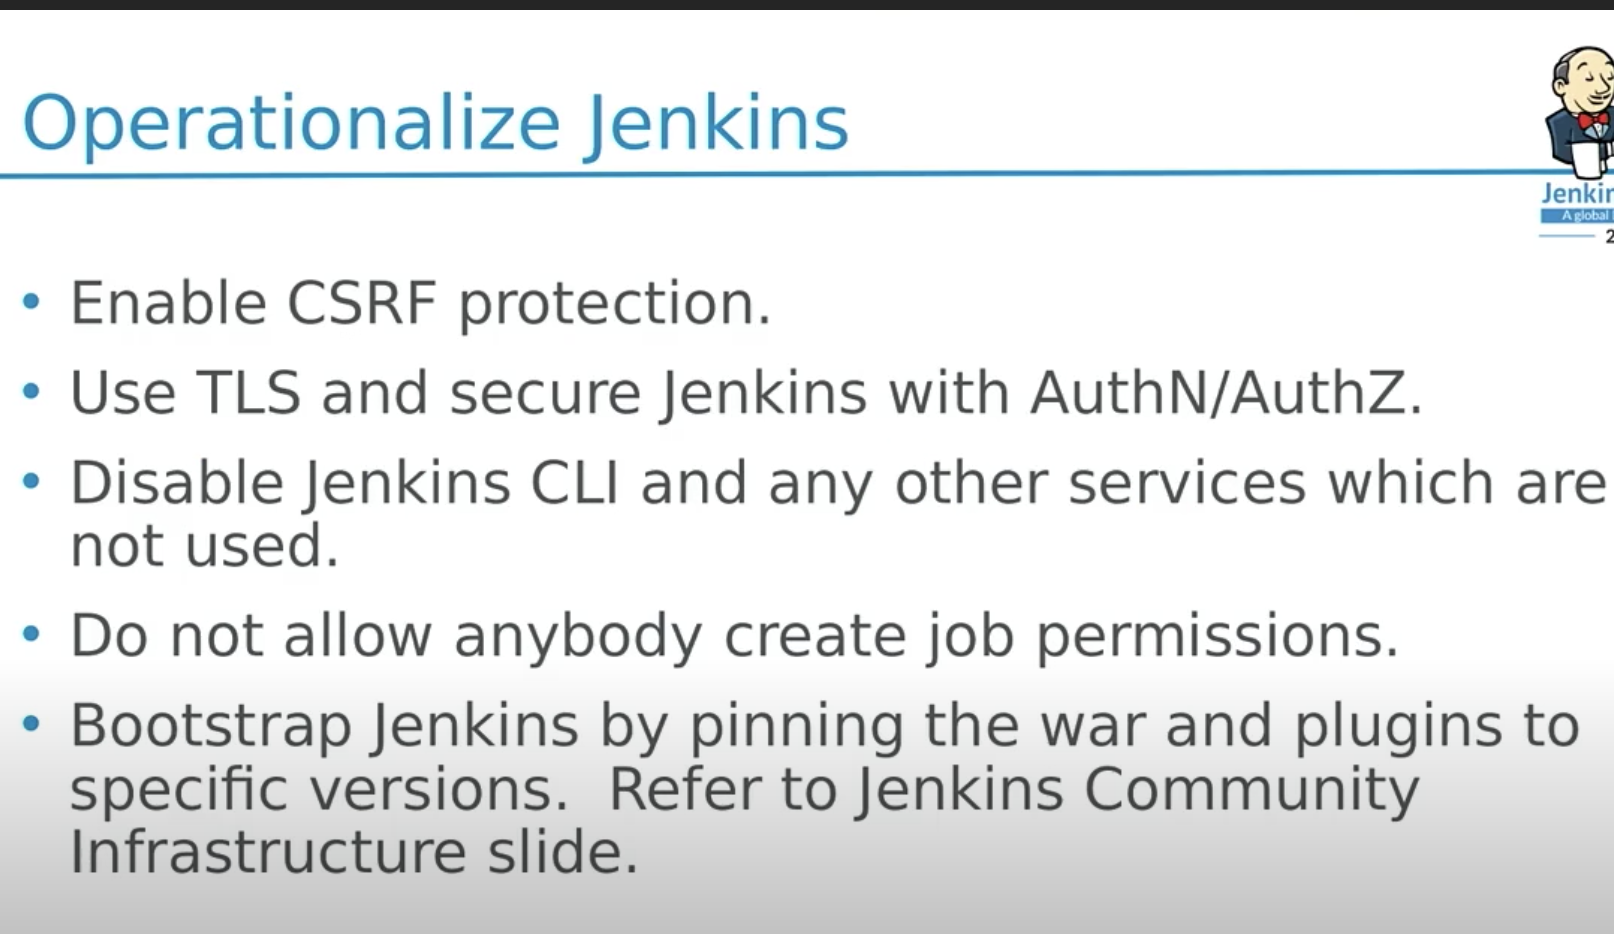 Operationalize Jenkins
A global
• Enable CSRF protection.
• Use TLS and secure Jenkins with AuthN/AuthZ.
• Disable Jenkins CLI and any other services which are
not used.
• Do not allow anybody create job permissions.
• Bootstrap Jenkins by pinning the war and plugins to
specific versions.  Refer to Jenkins Community
Infrastructure slide.